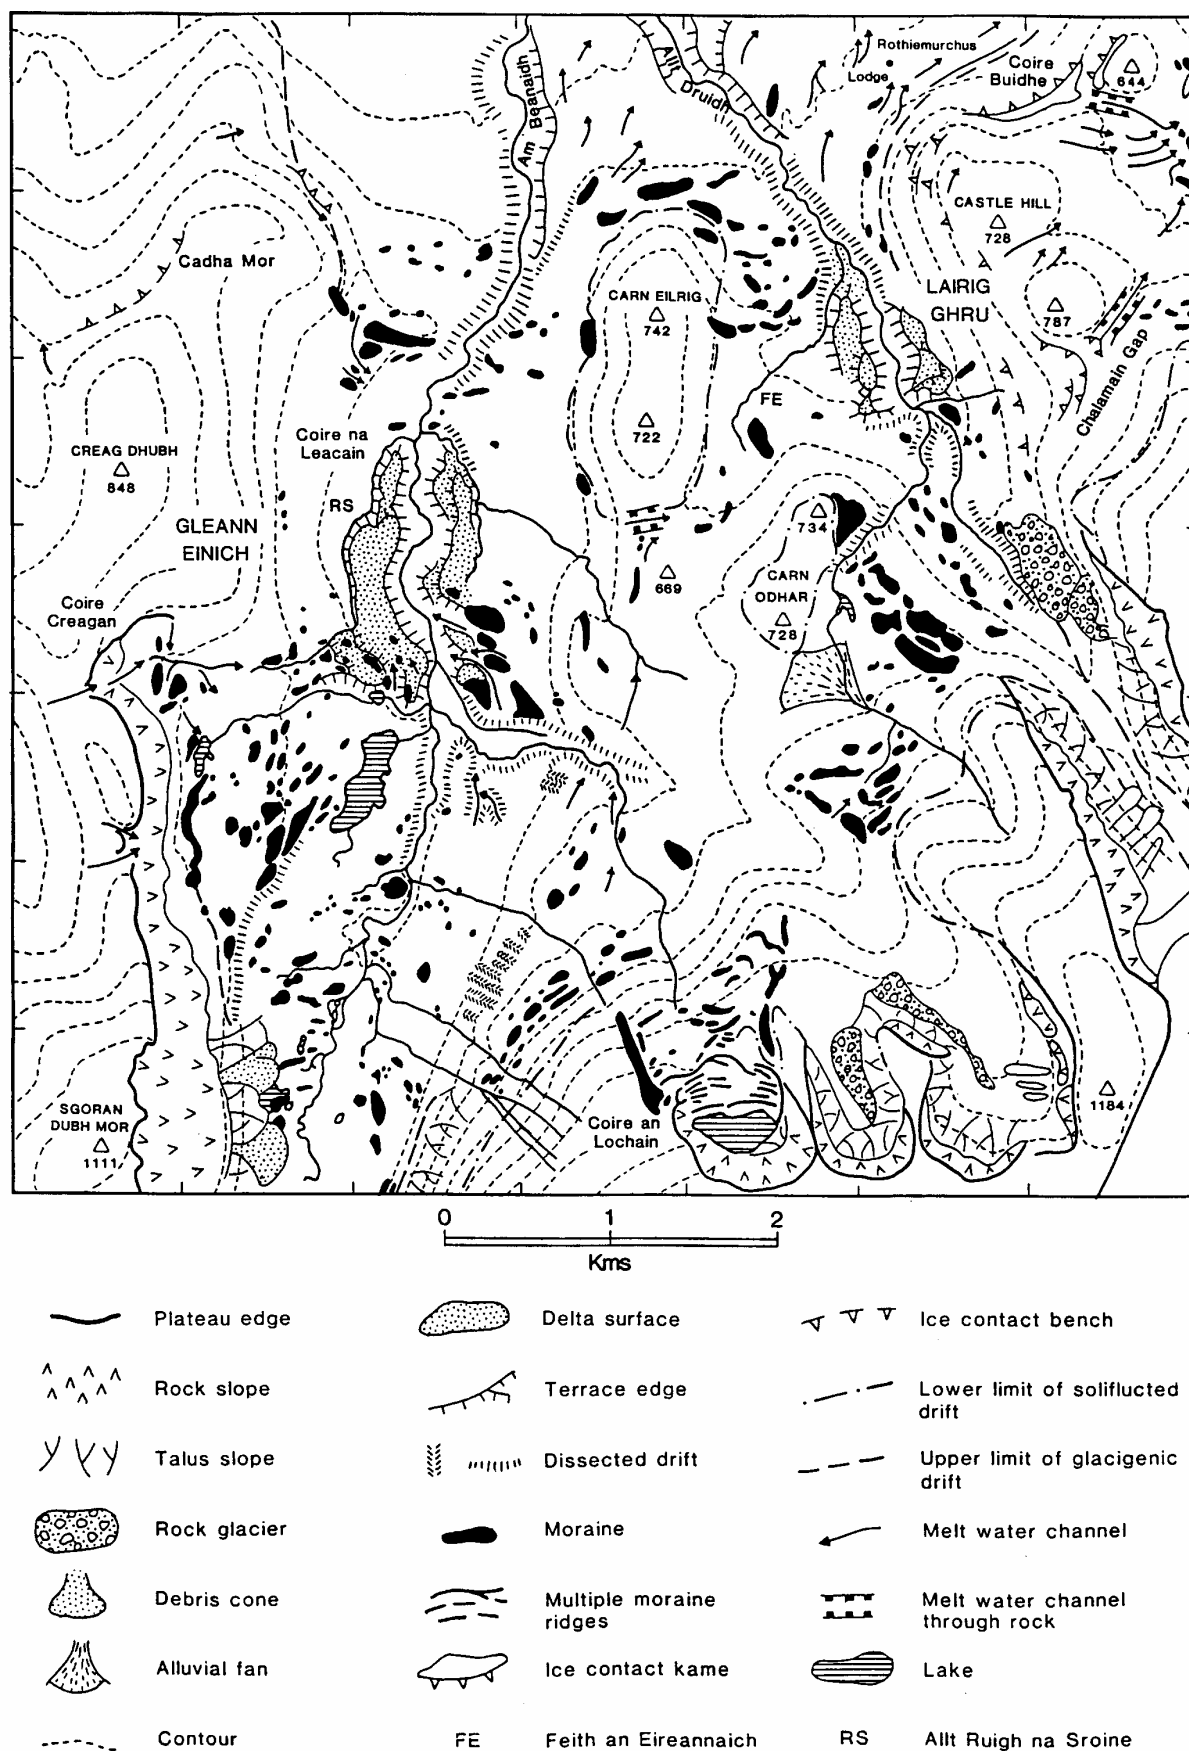 Am Beanaidh
Allt Druidh
Rothiemurchus
Lodge
Coire
Buidhe
644
CASTLE HILL
728
Cadha Mor
LAIRIG
GHRU
787
Chalamain Gap
CARN EILRIG
742
FE
722
Coire na
Leacain
CREAG DHUBH
848
RS
GLEANN
EINICH
734
669
CARN
ODHAR
728
Coire
Creagan
SGORAN
DUBH MOR
1111
Coire an
Lochain
1184
0 1 2
Kms
Plateau edge
Delta surface
Ice contact bench
Rock slope
Terrace edge
Lower limit of soliflucted
drift
Talus slope
Dissected drift
Upper limit of glacigenic
drift
Rock glacier
Moraine
Melt water channel
Debris cone
Multiple moraine
ridges
Melt water channel
through rock
Alluvial fan
Ice contact kame
Lake
Contour
FE Feith an Eireannaich
RS Allt Ruigh na Sroine